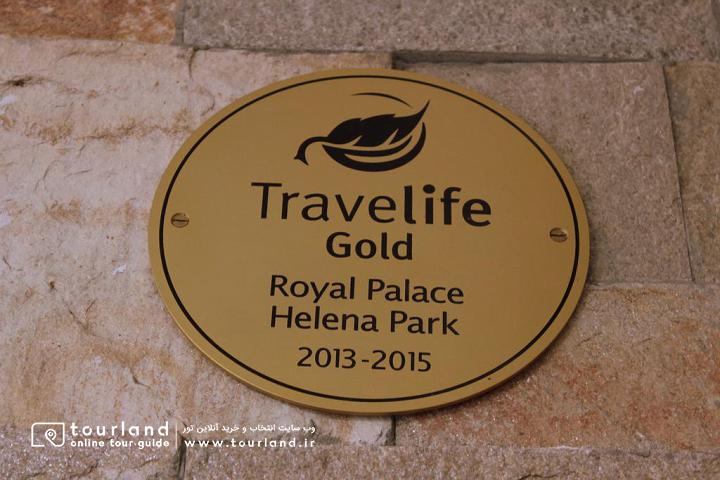 Travelife
Gold
Royal Palace
Helena Park
2013-2015
tourland
online tour guide
وب سایت انتخاب و خرید آنلاین تور
www.tourland.ir